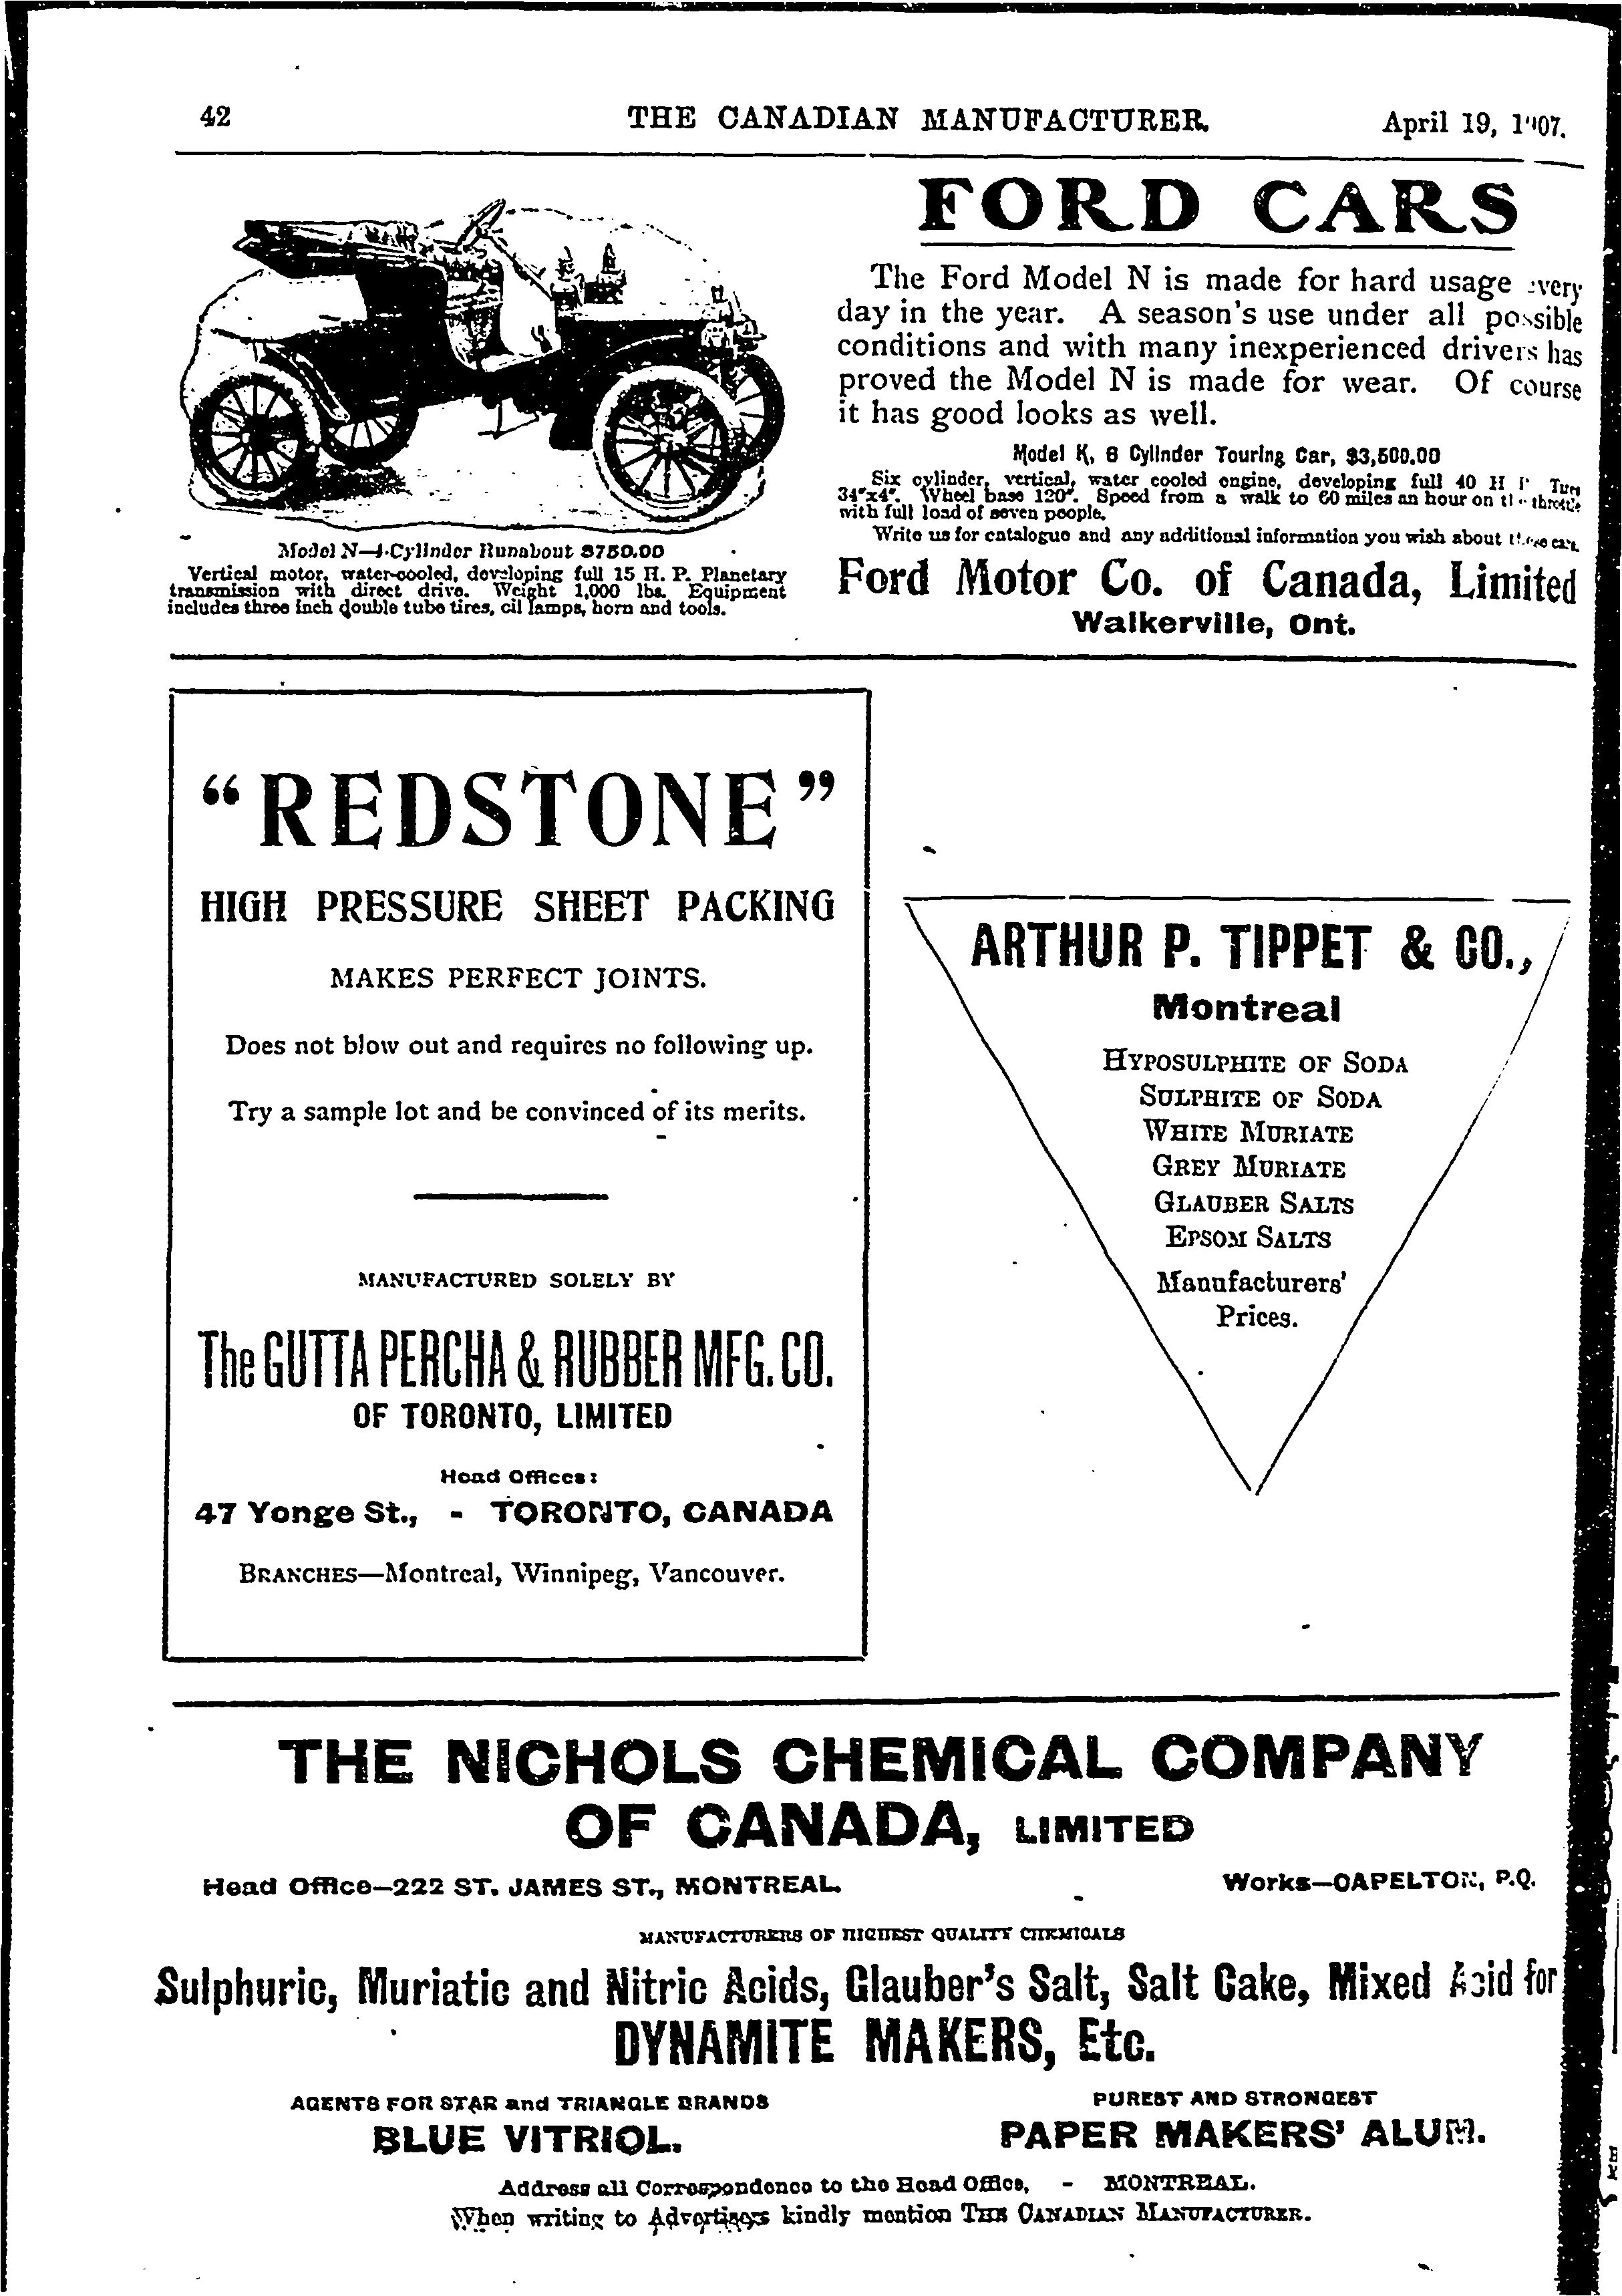 42 THE CANADIAN MANUFACTURER. April 19, 1907.
FORD CARS
The Ford Model N is made for hard usage every
day in the year. A season's use under all possible
conditions and with many inexperienced drivers has
proved the Model N is made for wear. Of course
it has good looks as well.
Model K, 6 Cylinder Touring Car, $3,500.00
Six cylinder, vertical, water cooled engine, developing full 40 H P
34"x4". Wheel base 120". Speed from a walk to 60 miles an hour on the throttle
with full load of seven people.
Write us for catalogue and any additional information you wish about these cars.
Ford Motor Co. of Canada, Limited
Walkerville, Ont.
Model N—4-Cylinder Runabout $750.00
Vertical motor, water-cooled, developing full 15 H. P. Planetary
transmission with direct drive. Weight 1,000 lbs. Equipment
includes three inch double tube tires, oil lamps, horn and tools.
"REDSTONE"
HIGH PRESSURE SHEET PACKING
MAKES PERFECT JOINTS.
Does not blow out and requires no following up.
Try a sample lot and be convinced of its merits.
MANUFACTURED SOLELY BY
The GUTTA PERCHA & RUBBER MFG. CO.
OF TORONTO, LIMITED
Head Offices:
47 Yonge St., - TORONTO, CANADA
BRANCHES—Montreal, Winnipeg, Vancouver.
ARTHUR P. TIPPET & CO.,
Montreal
HYPOSULPHITE OF SODA
SULPHITE OF SODA
WHITE MURIATE
GREY MURIATE
GLAUBER SALTS
EPSOM SALTS
Manufacturers'
Prices.
THE NICHOLS CHEMICAL COMPANY
OF CANADA, LIMITED
Head Office—222 ST. JAMES ST., MONTREAL. Works—CAPELTON, P.Q.
MANUFACTURERS OF HIGHEST QUALITY CHEMICALS
Sulphuric, Muriatic and Nitric Acids, Glauber's Salt, Salt Cake, Mixed Acid for
DYNAMITE MAKERS, Etc.
AGENTS FOR STAR and TRIANGLE BRANDS
BLUE VITRIOL.
PUREST AND STRONGEST
PAPER MAKERS' ALUM.
Address all Correspondence to the Head Office, - MONTREAL.
When writing to Advertisers kindly mention THE CANADIAN MANUFACTURER.